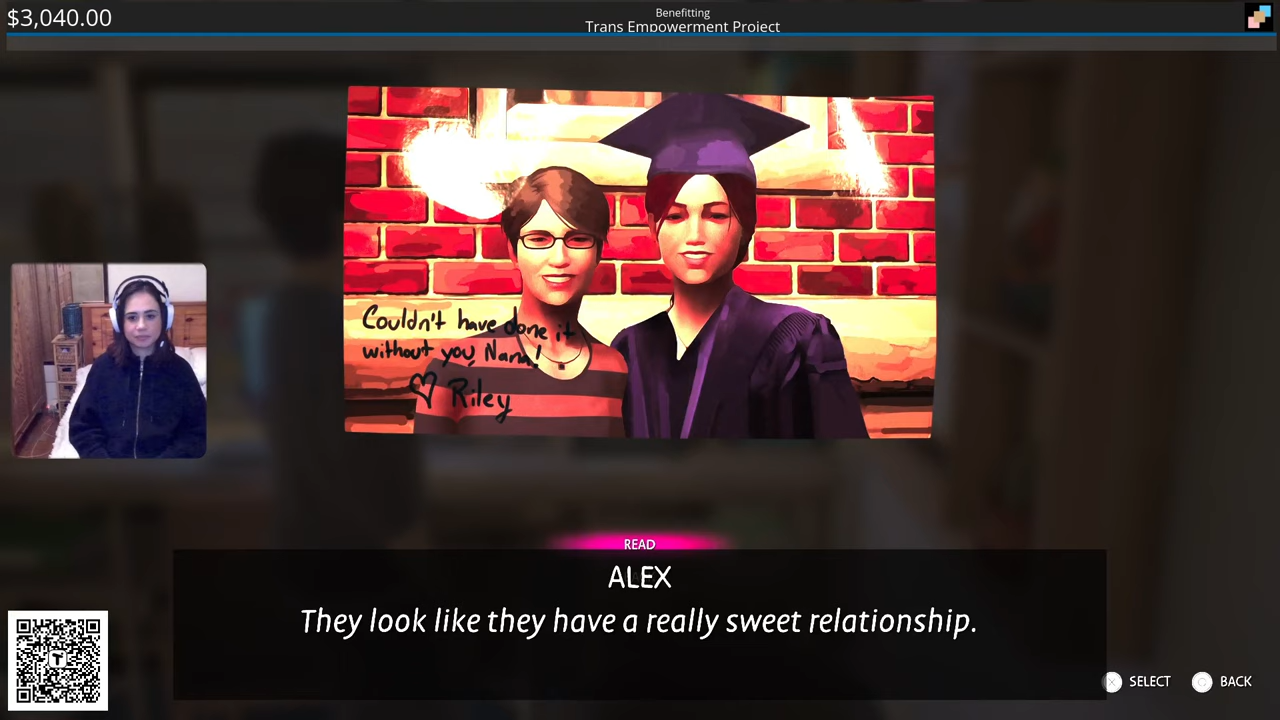 $3,040.00
Benefitting
Trans Empowerment Project
Couldn't have done it
without you, Nana!
Riley
READ
ALEX
They look like they have a really sweet relationship.
X SELECT
BACK
T